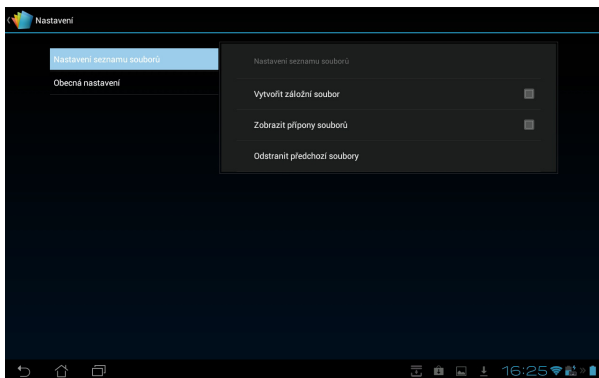 Nastavení
Nastavení seznamu souborů
Obecná nastavení
Nastavení seznamu souborů
Vytvořit záložní soubor
Zobrazit přípony souborů
Odstranit předchozí soubory
16:25